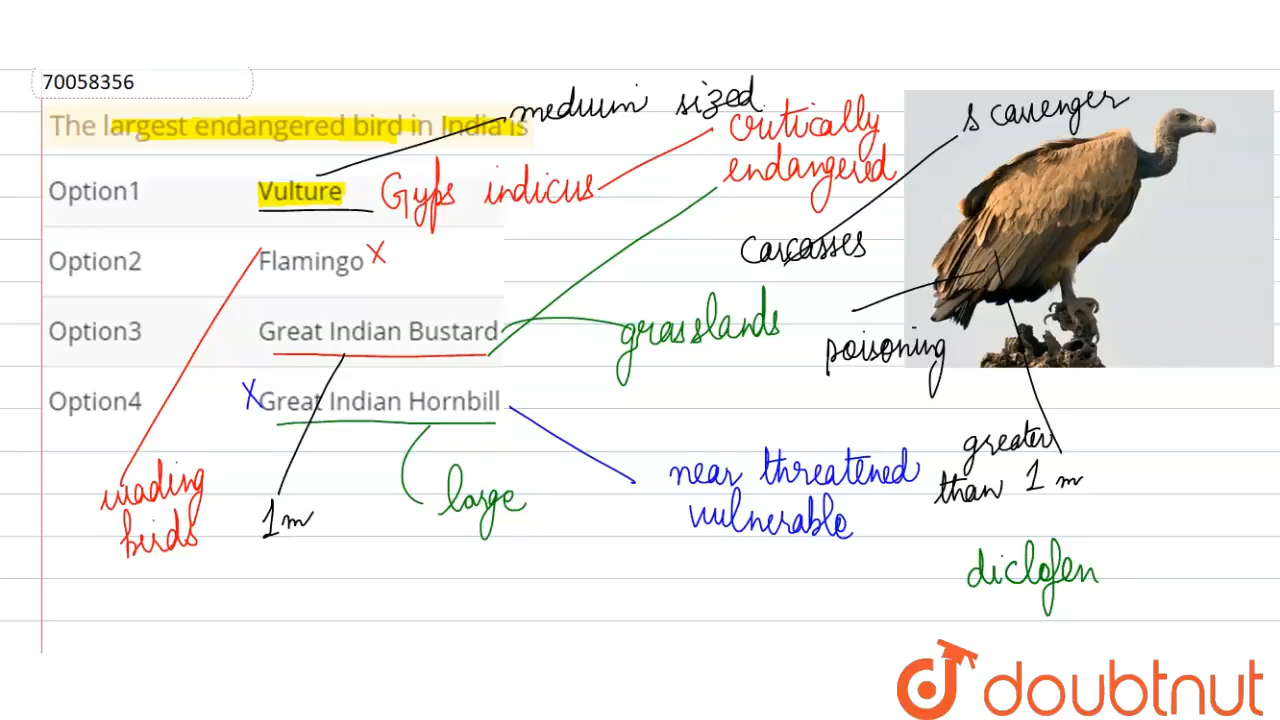 70058356
The largest endangered bird in India is
medium sized
critically
endangered
scavenger
Option1 Vulture Gyps indicus
Option2 Flamingo X
carcasses
Option3 Great Indian Bustard
grasslands
poisoning
Option4 X Great Indian Hornbill
wading
birds
1m
large
near threatened
vulnerable
greater
than 1 m
diclofen
doubtnut